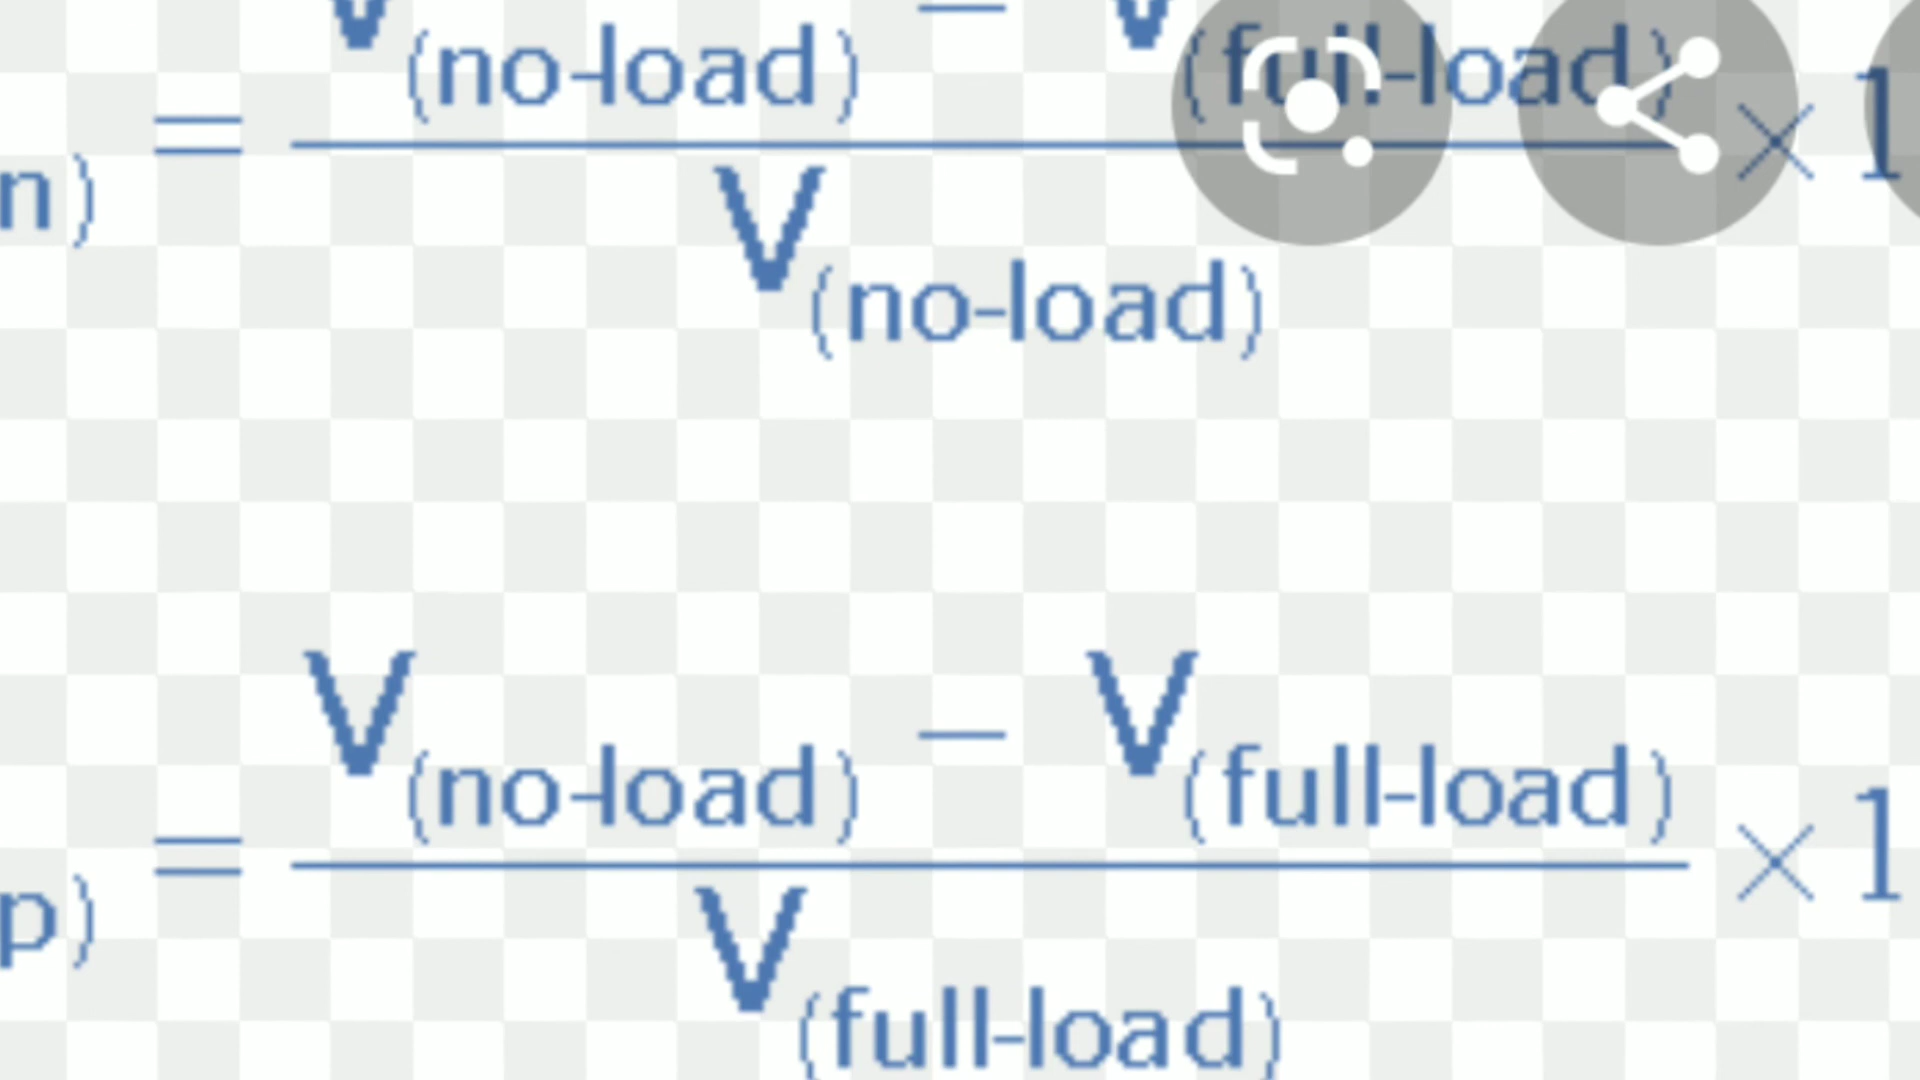 V(no-load) − V(full-load)
n) = ×1
V(no-load)
V(no-load) − V(full-load)
p) = ×1
V(full-load)